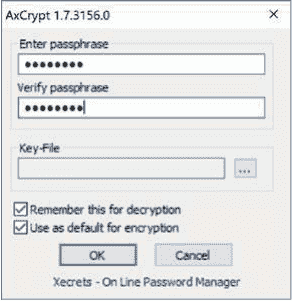 AxCrypt 1.7.3156.0
Enter passphrase
●●●●●●●●
Verify passphrase
●●●●●●●●
Key-File
...
Remember this for decryption
Use as default for encryption
OK
Cancel
Xecrets - On Line Password Manager